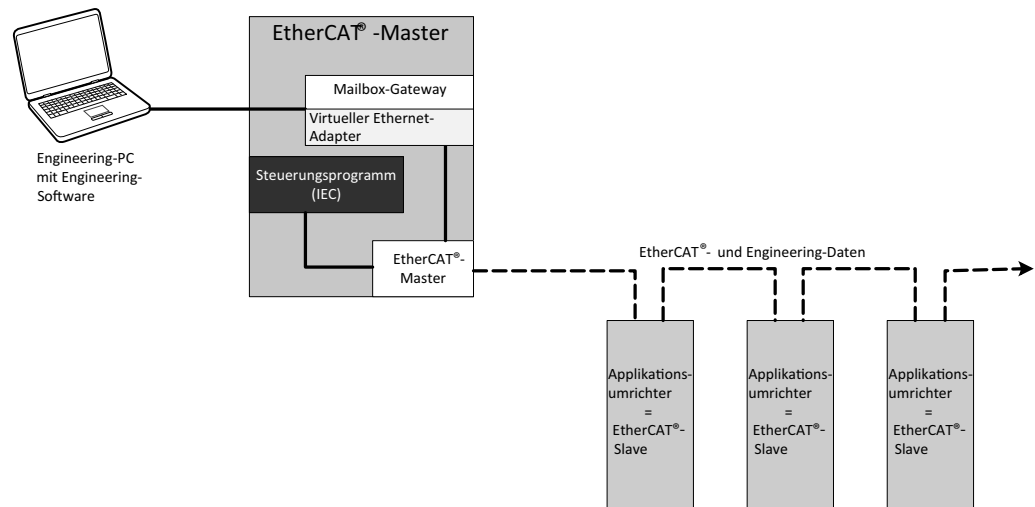 EtherCAT® -Master
Mailbox-Gateway
Virtueller Ethernet-
Adapter
Engineering-PC
mit Engineering-
Software
Steuerungsprogramm
(IEC)
EtherCAT®-
Master
EtherCAT®- und Engineering-Daten
Applikations-
umrichter
=
EtherCAT®-
Slave
Applikations-
umrichter
=
EtherCAT®-
Slave
Applikations-
umrichter
=
EtherCAT®-
Slave